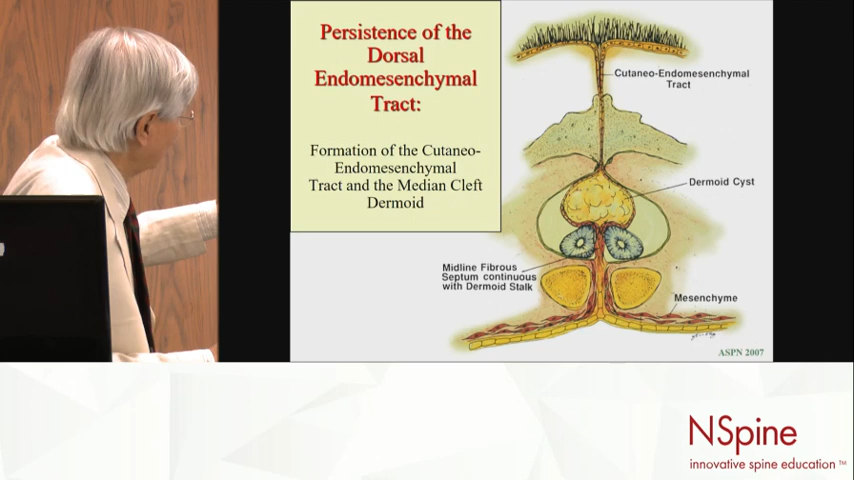 Persistence of the
Dorsal
Endomesenchymal
Tract:
Formation of the Cutaneo-
Endomesenchymal
Tract and the Median Cleft
Dermoid
Cutaneo-Endomesenchymal
Tract
Dermoid Cyst
Midline Fibrous
Septum continuous
with Dermoid Stalk
Mesenchyme
ASPN 2007
NSpine
innovative spine education ™